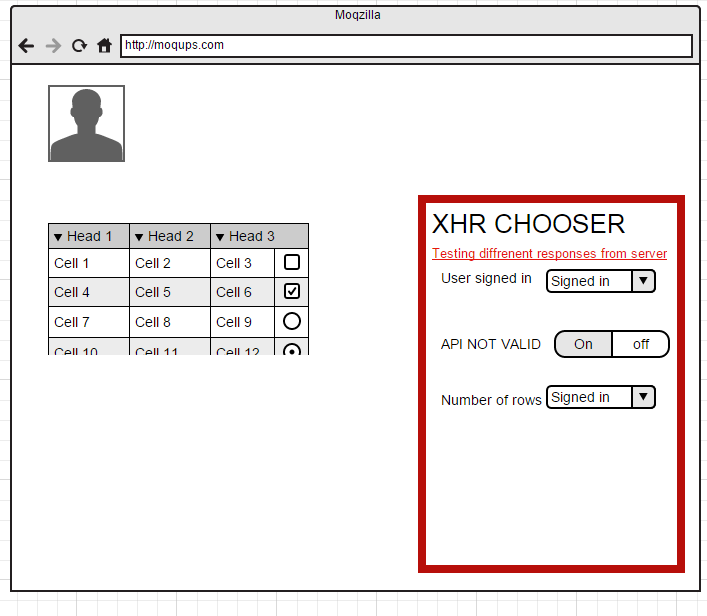 Moqzilla
http://moqups.com
Head 1 Head 2 Head 3
Cell 1 Cell 2 Cell 3
Cell 4 Cell 5 Cell 6
Cell 7 Cell 8 Cell 9
Cell 10 Cell 11 Cell 12
XHR CHOOSER
Testing diffrenent responses from server
User signed in Signed in
API NOT VALID On off
Number of rows Signed in